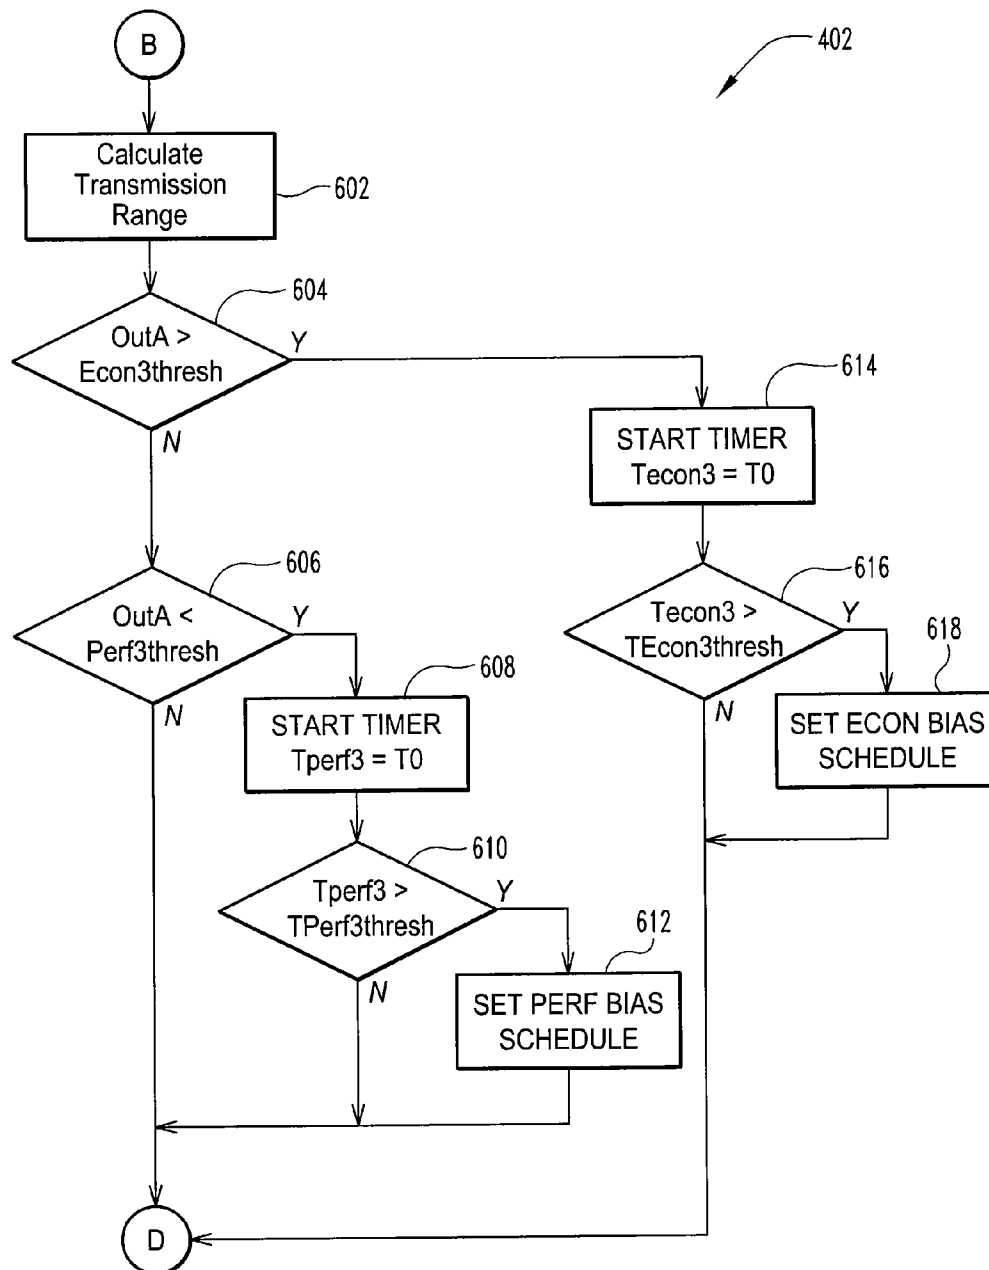 B
402
Calculate
Transmission
Range
602
604
OutA >
Econ3thresh
Y
N
614
START TIMER
Tecon3 = T0
606
OutA <
Perf3thresh
Y
N
616
Tecon3 >
TEcon3thresh
Y
N
608
START TIMER
Tperf3 = T0
618
SET ECON BIAS
SCHEDULE
610
Tperf3 >
TPerf3thresh
Y
N
612
SET PERF BIAS
SCHEDULE
D